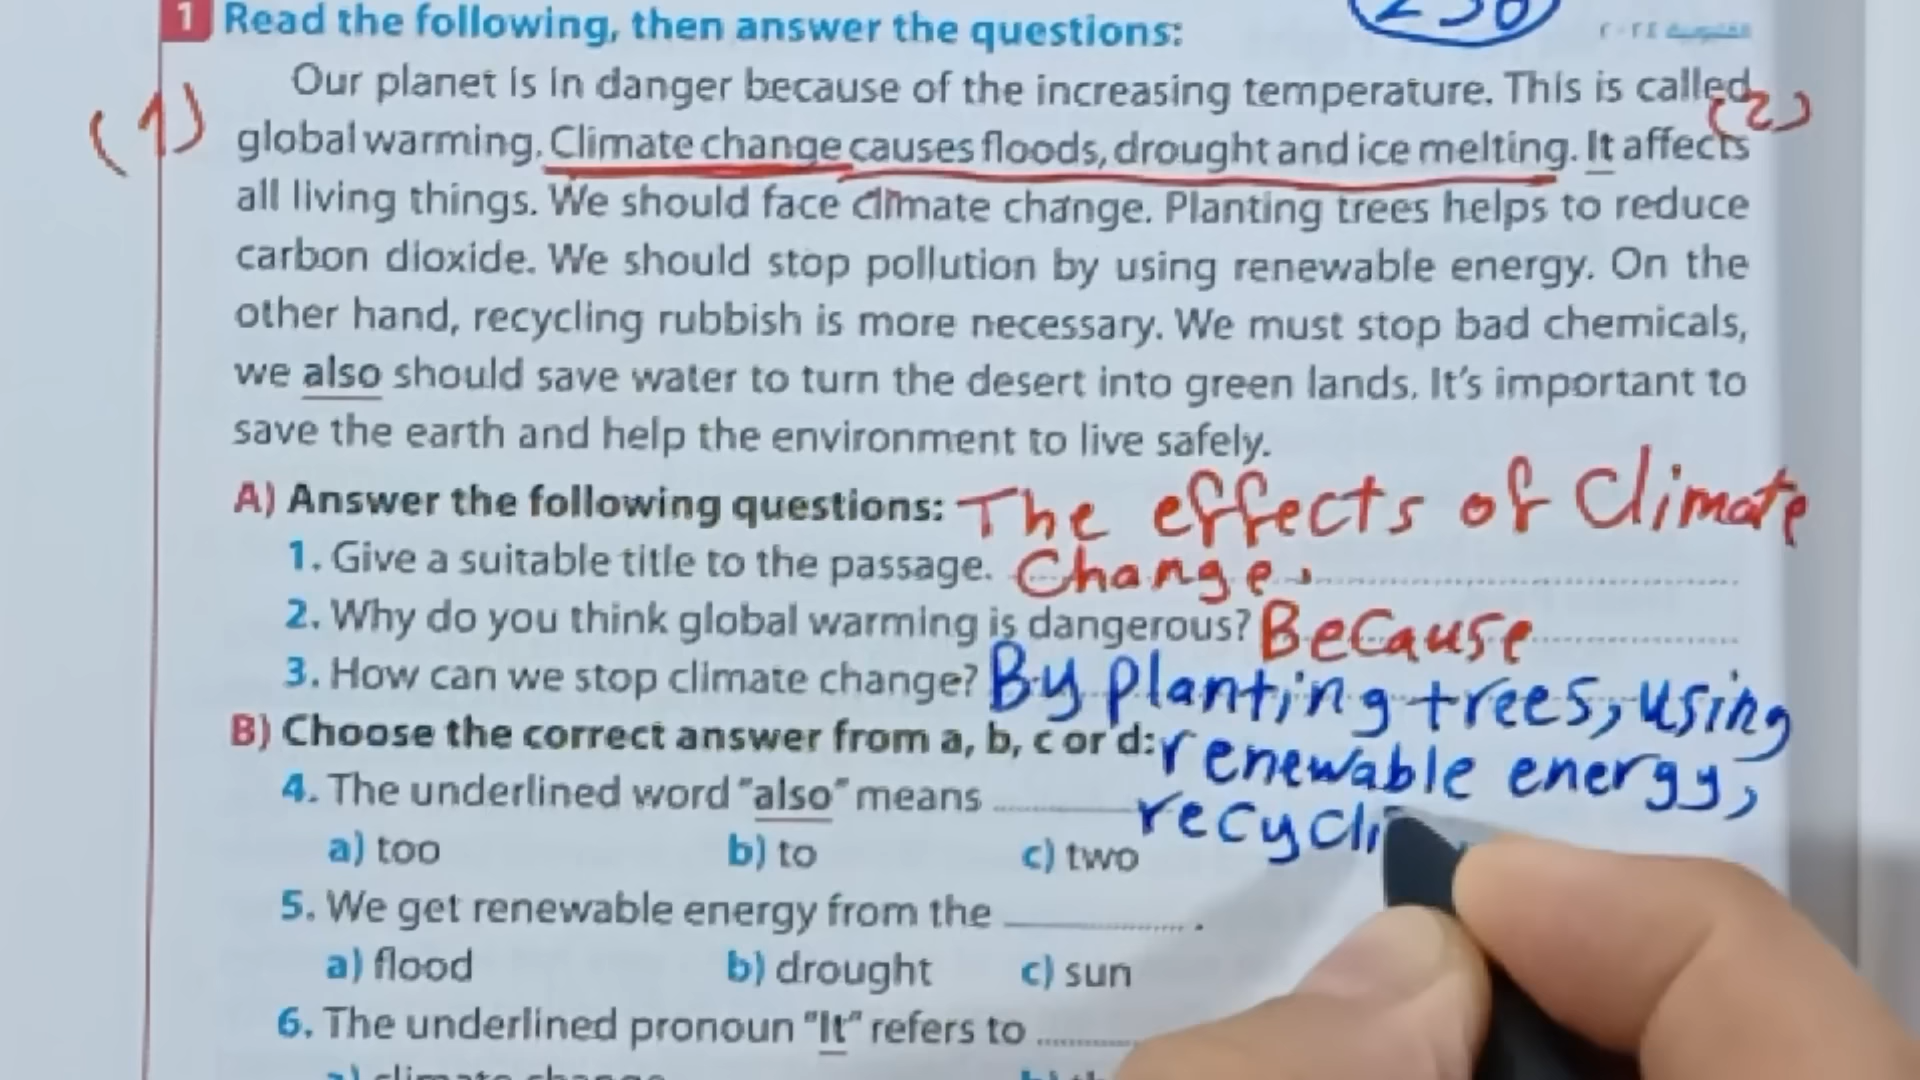 1 Read the following, then answer the questions:
Our planet is in danger because of the increasing temperature. This is called
(1) global warming. Climate change causes floods, drought and ice melting. It affects (2)
all living things. We should face climate change. Planting trees helps to reduce
carbon dioxide. We should stop pollution by using renewable energy. On the
other hand, recycling rubbish is more necessary. We must stop bad chemicals,
we also should save water to turn the desert into green lands. It's important to
save the earth and help the environment to live safely.
A) Answer the following questions: The effects of Climate
1. Give a suitable title to the passage. Change.
2. Why do you think global warming is dangerous? Because
3. How can we stop climate change? By planting trees, using
B) Choose the correct answer from a, b, c or d: renewable energy,
4. The underlined word "also" means
a) too b) to c) two
5. We get renewable energy from the .
a) flood b) drought c) sun
6. The underlined pronoun "It" refers to
a) climate change